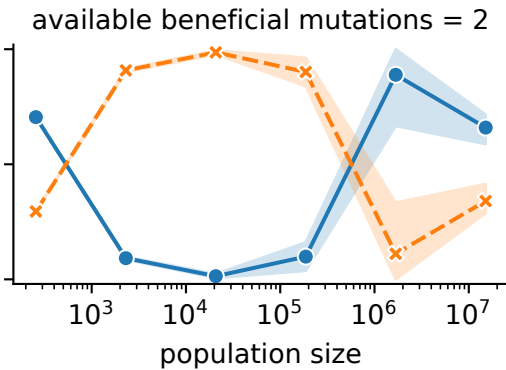 available beneficial mutations = 2
10³ 10⁴ 10⁵ 10⁶ 10⁷
population size